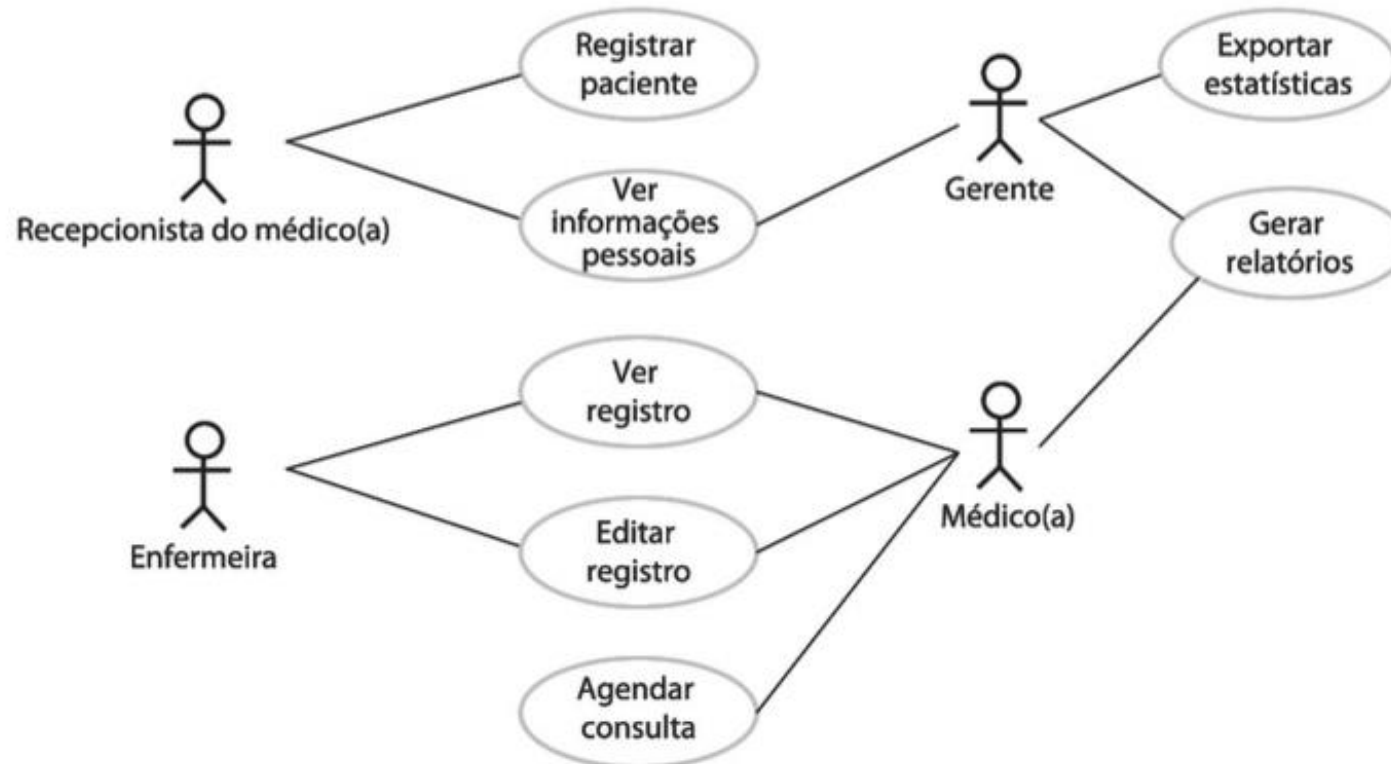 Registrar
paciente
Exportar
estatísticas
Gerente
Recepcionista do médico(a)
Ver
informações
pessoais
Gerar
relatórios
Ver
registro
Enfermeira
Editar
registro
Médico(a)
Agendar
consulta